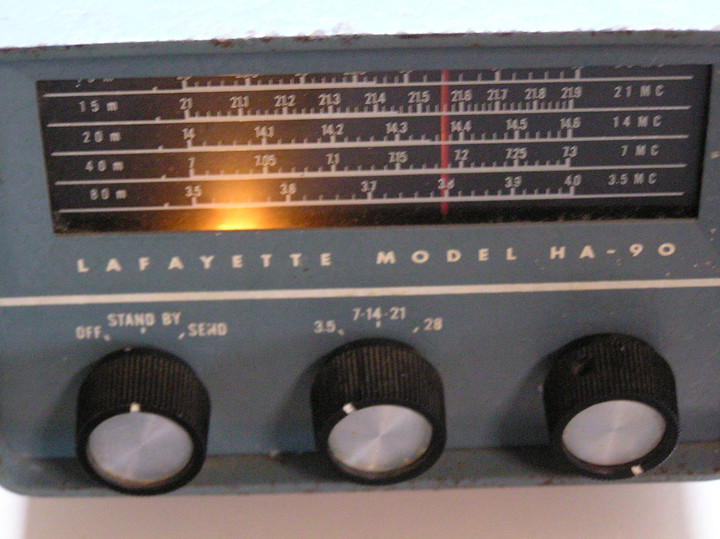 15 m 21 21.1 21.2 21.3 21.4 21.5 21.6 21.7 21.8 21.9 21 MC
20 m 14 14.1 14.2 14.3 14.4 14.5 14.6 14 MC
40 m 7 7.05 7.1 7.15 7.2 7.25 7.3 7 MC
80 m 3.5 3.6 3.7 3.8 3.9 4.0 3.5 MC
LAFAYETTE MODEL HA-90
OFF STAND BY SEND
3.5 7-14-21 28